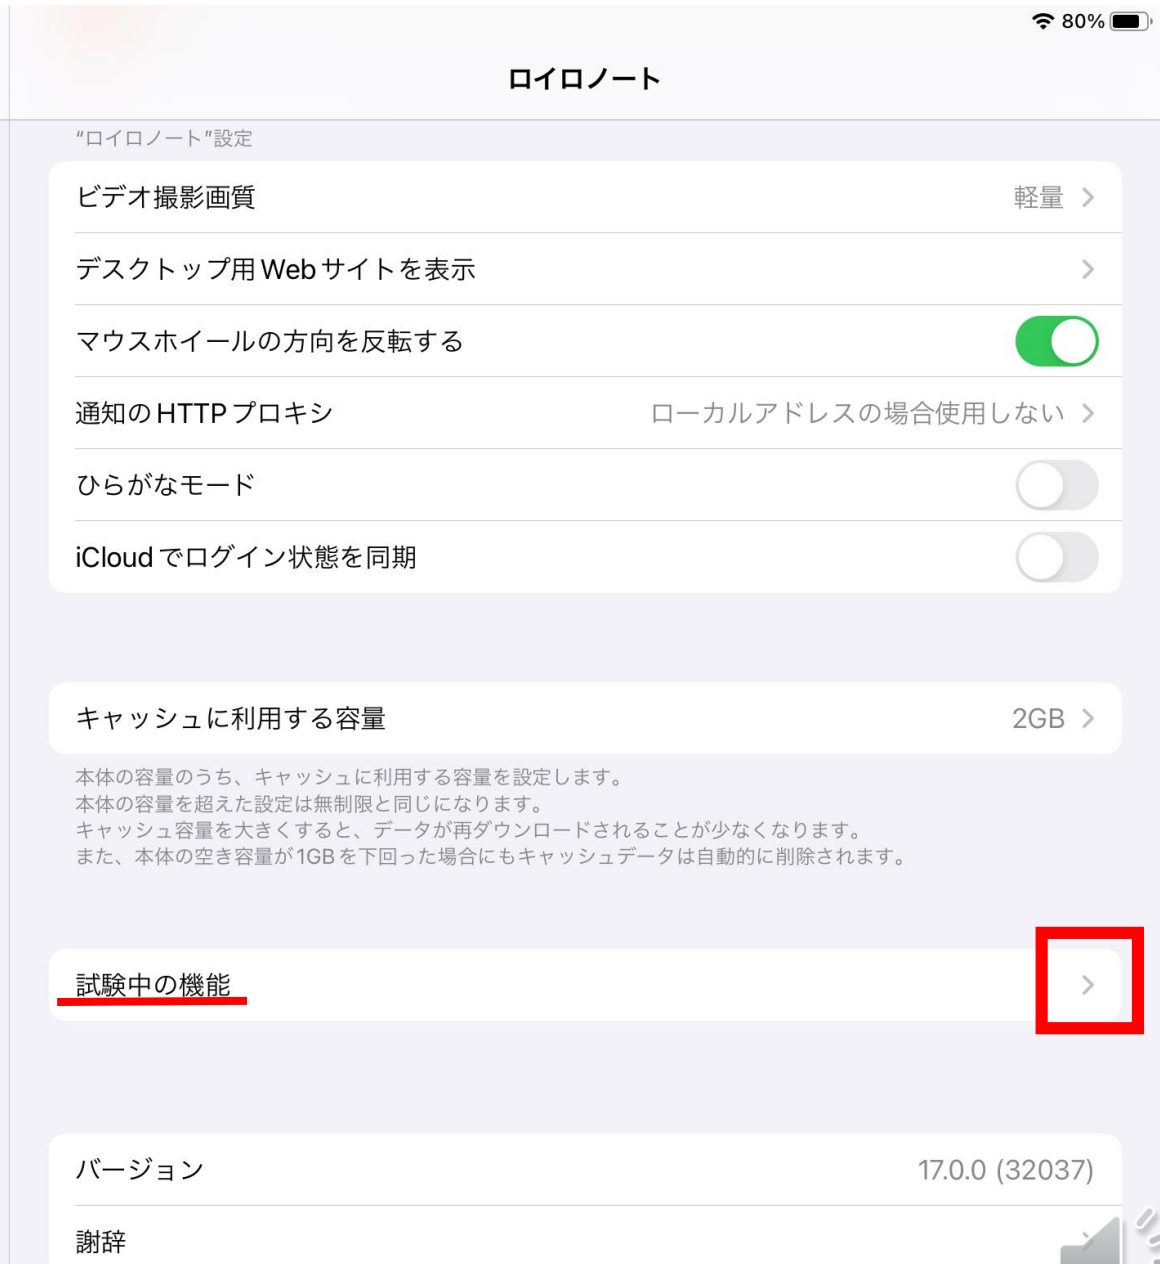 80%
ロイロノート
“ロイロノート”設定
ビデオ撮影画質 軽量
デスクトップ用Webサイトを表示
マウスホイールの方向を反転する
通知のHTTPプロキシ ローカルアドレスの場合使用しない
ひらがなモード
iCloudでログイン状態を同期
キャッシュに利用する容量 2GB
本体の容量のうち、キャッシュに利用する容量を設定します。
本体の容量を超えた設定は無制限と同じになります。
キャッシュ容量を大きくすると、データが再ダウンロードされることが少なくなります。
また、本体の空き容量が1GBを下回った場合にもキャッシュデータは自動的に削除されます。
試験中の機能
バージョン 17.0.0 (32037)
謝辞